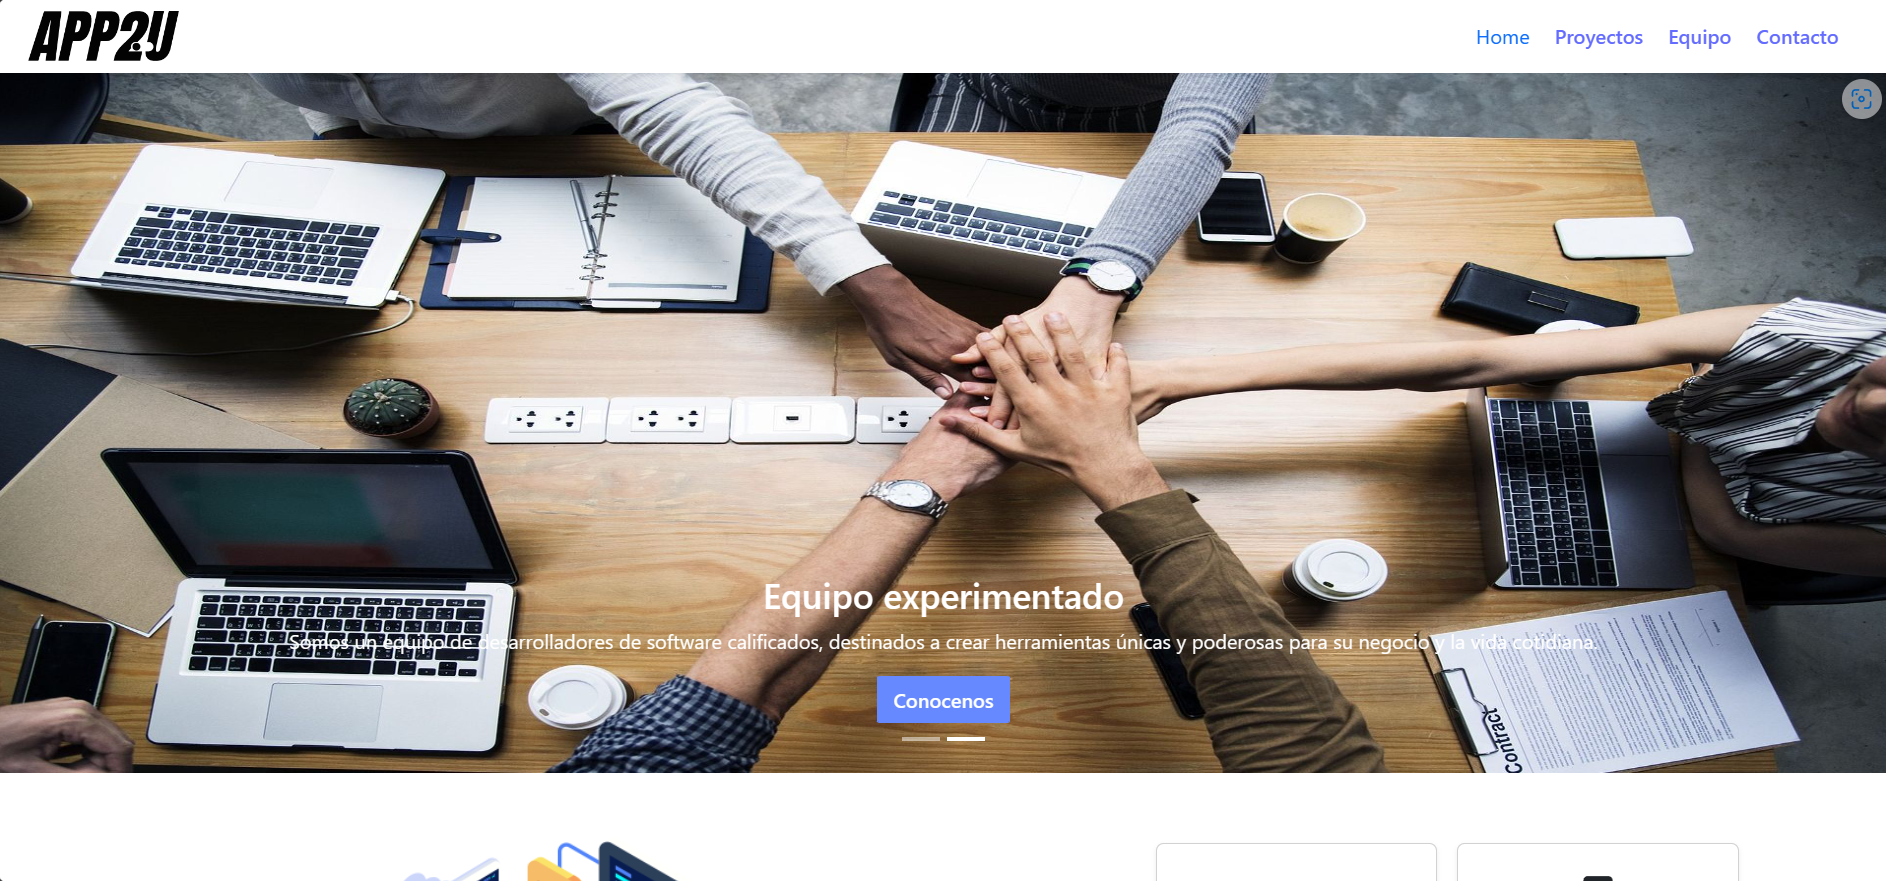 APP2U
Home Proyectos Equipo Contacto
Equipo experimentado
Somos un equipo de desarrolladores de software calificados, destinados a crear herramientas únicas y poderosas para su negocio y la vida cotidiana.
Conocenos
Contract